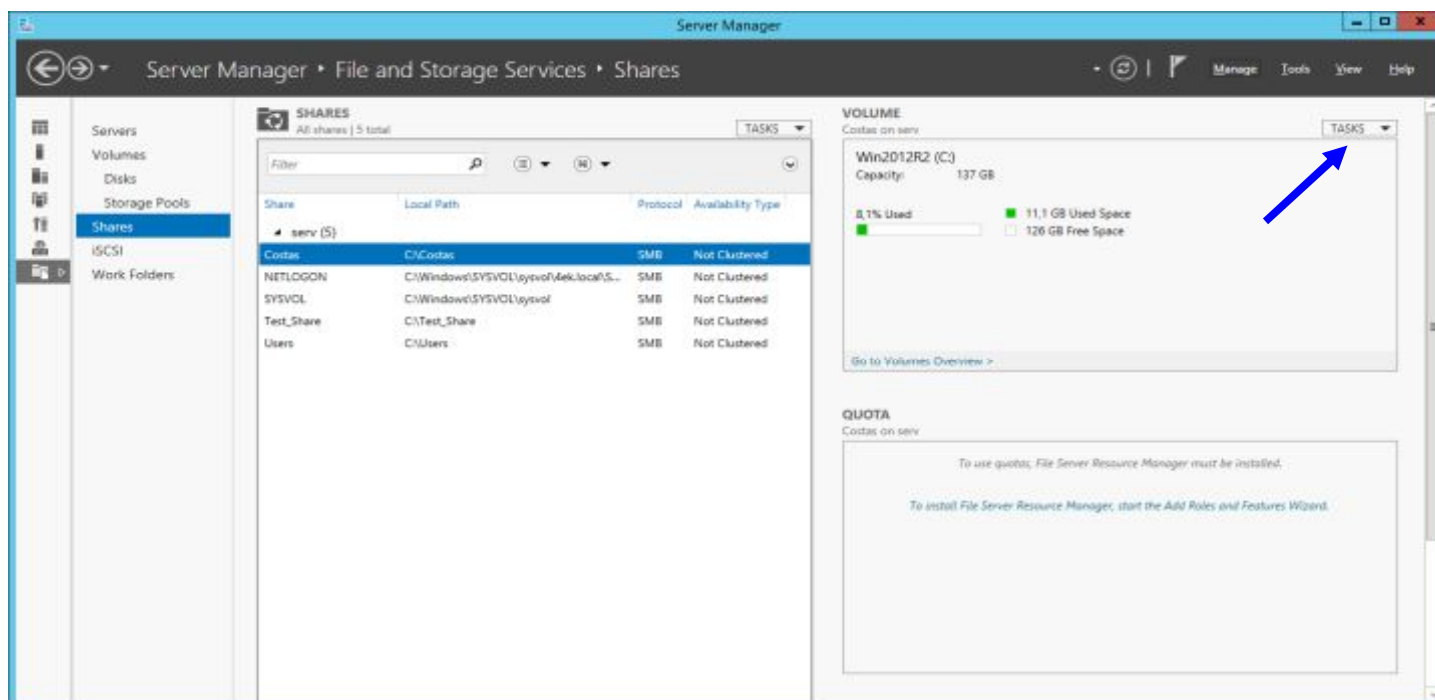 Server Manager
Server Manager • File and Storage Services • Shares
Manage Tools View Help
Servers
Volumes
Disks
Storage Pools
Shares
iSCSI
Work Folders
SHARES
All shares | 5 total
TASKS
Filter
Share Local Path Protocol Availability Type
serv (5)
Costas C:\Costas SMB Not Clustered
NETLOGON C:\Windows\SYSVOL\sysvol\4ek.local\S... SMB Not Clustered
SYSVOL C:\Windows\SYSVOL\sysvol SMB Not Clustered
Test_Share C:\Test_Share SMB Not Clustered
Users C:\Users SMB Not Clustered
VOLUME
Costas on serv
TASKS
Win2012R2 (C:)
Capacity: 137 GB
8,1% Used
11,1 GB Used Space
126 GB Free Space
Go to Volumes Overview >
QUOTA
Costas on serv
To use quotas, File Server Resource Manager must be installed.
To install File Server Resource Manager, start the Add Roles and Features Wizard.